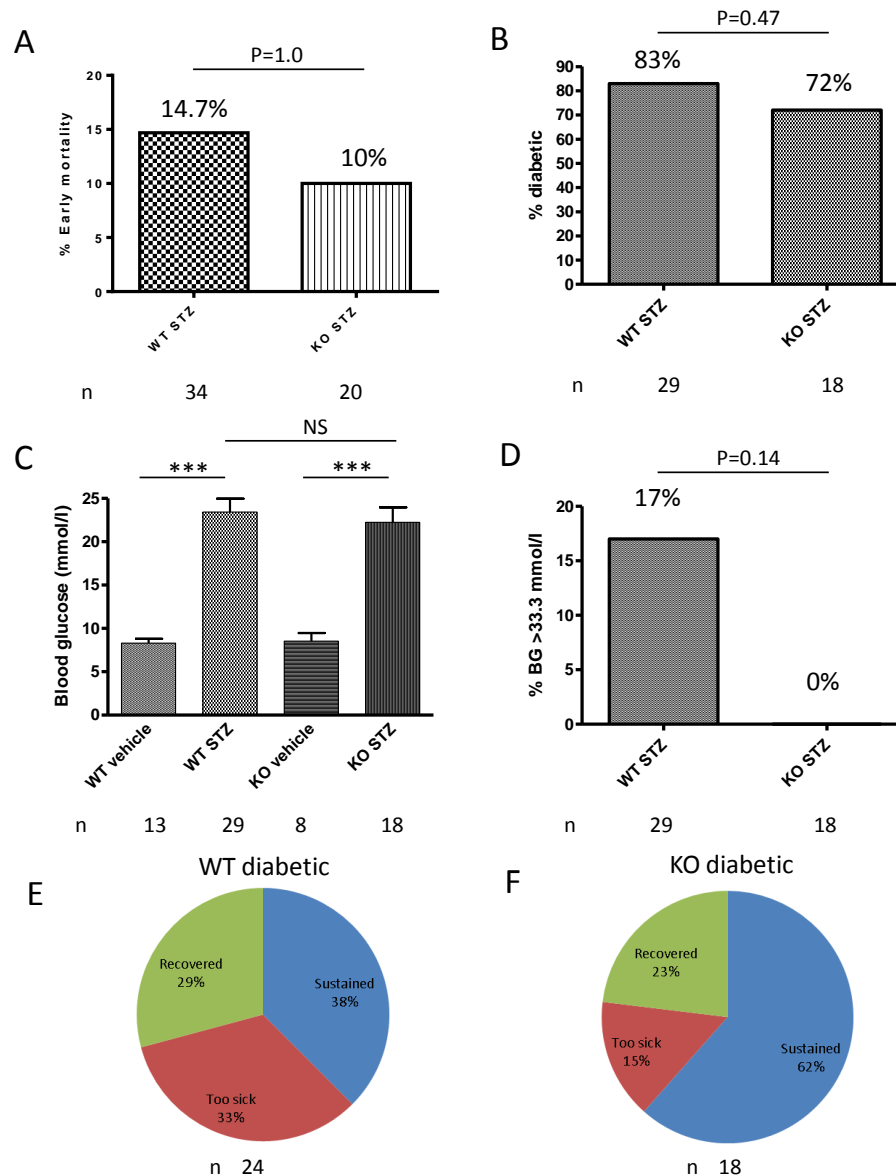 A
P=1.0
% Early mortality
20
15
10
5
0
14.7%
10%
WT STZ
KO STZ
n 34 20
B
P=0.47
% diabetic
90
80
70
60
50
40
30
20
10
0
83%
72%
WT STZ
KO STZ
n 29 18
C
NS
*** ***
Blood glucose (mmol/l)
25
20
15
10
5
0
WT vehicle
WT STZ
KO vehicle
KO STZ
n 13 29 8 18
D
P=0.14
% BG >33.3 mmol/l
20
15
10
5
0
17%
0%
WT STZ
KO STZ
n 29 18
E
WT diabetic
Recovered
29%
Sustained
38%
Too sick
33%
n 24
F
KO diabetic
Recovered
23%
Too sick
15%
Sustained
62%
n 18